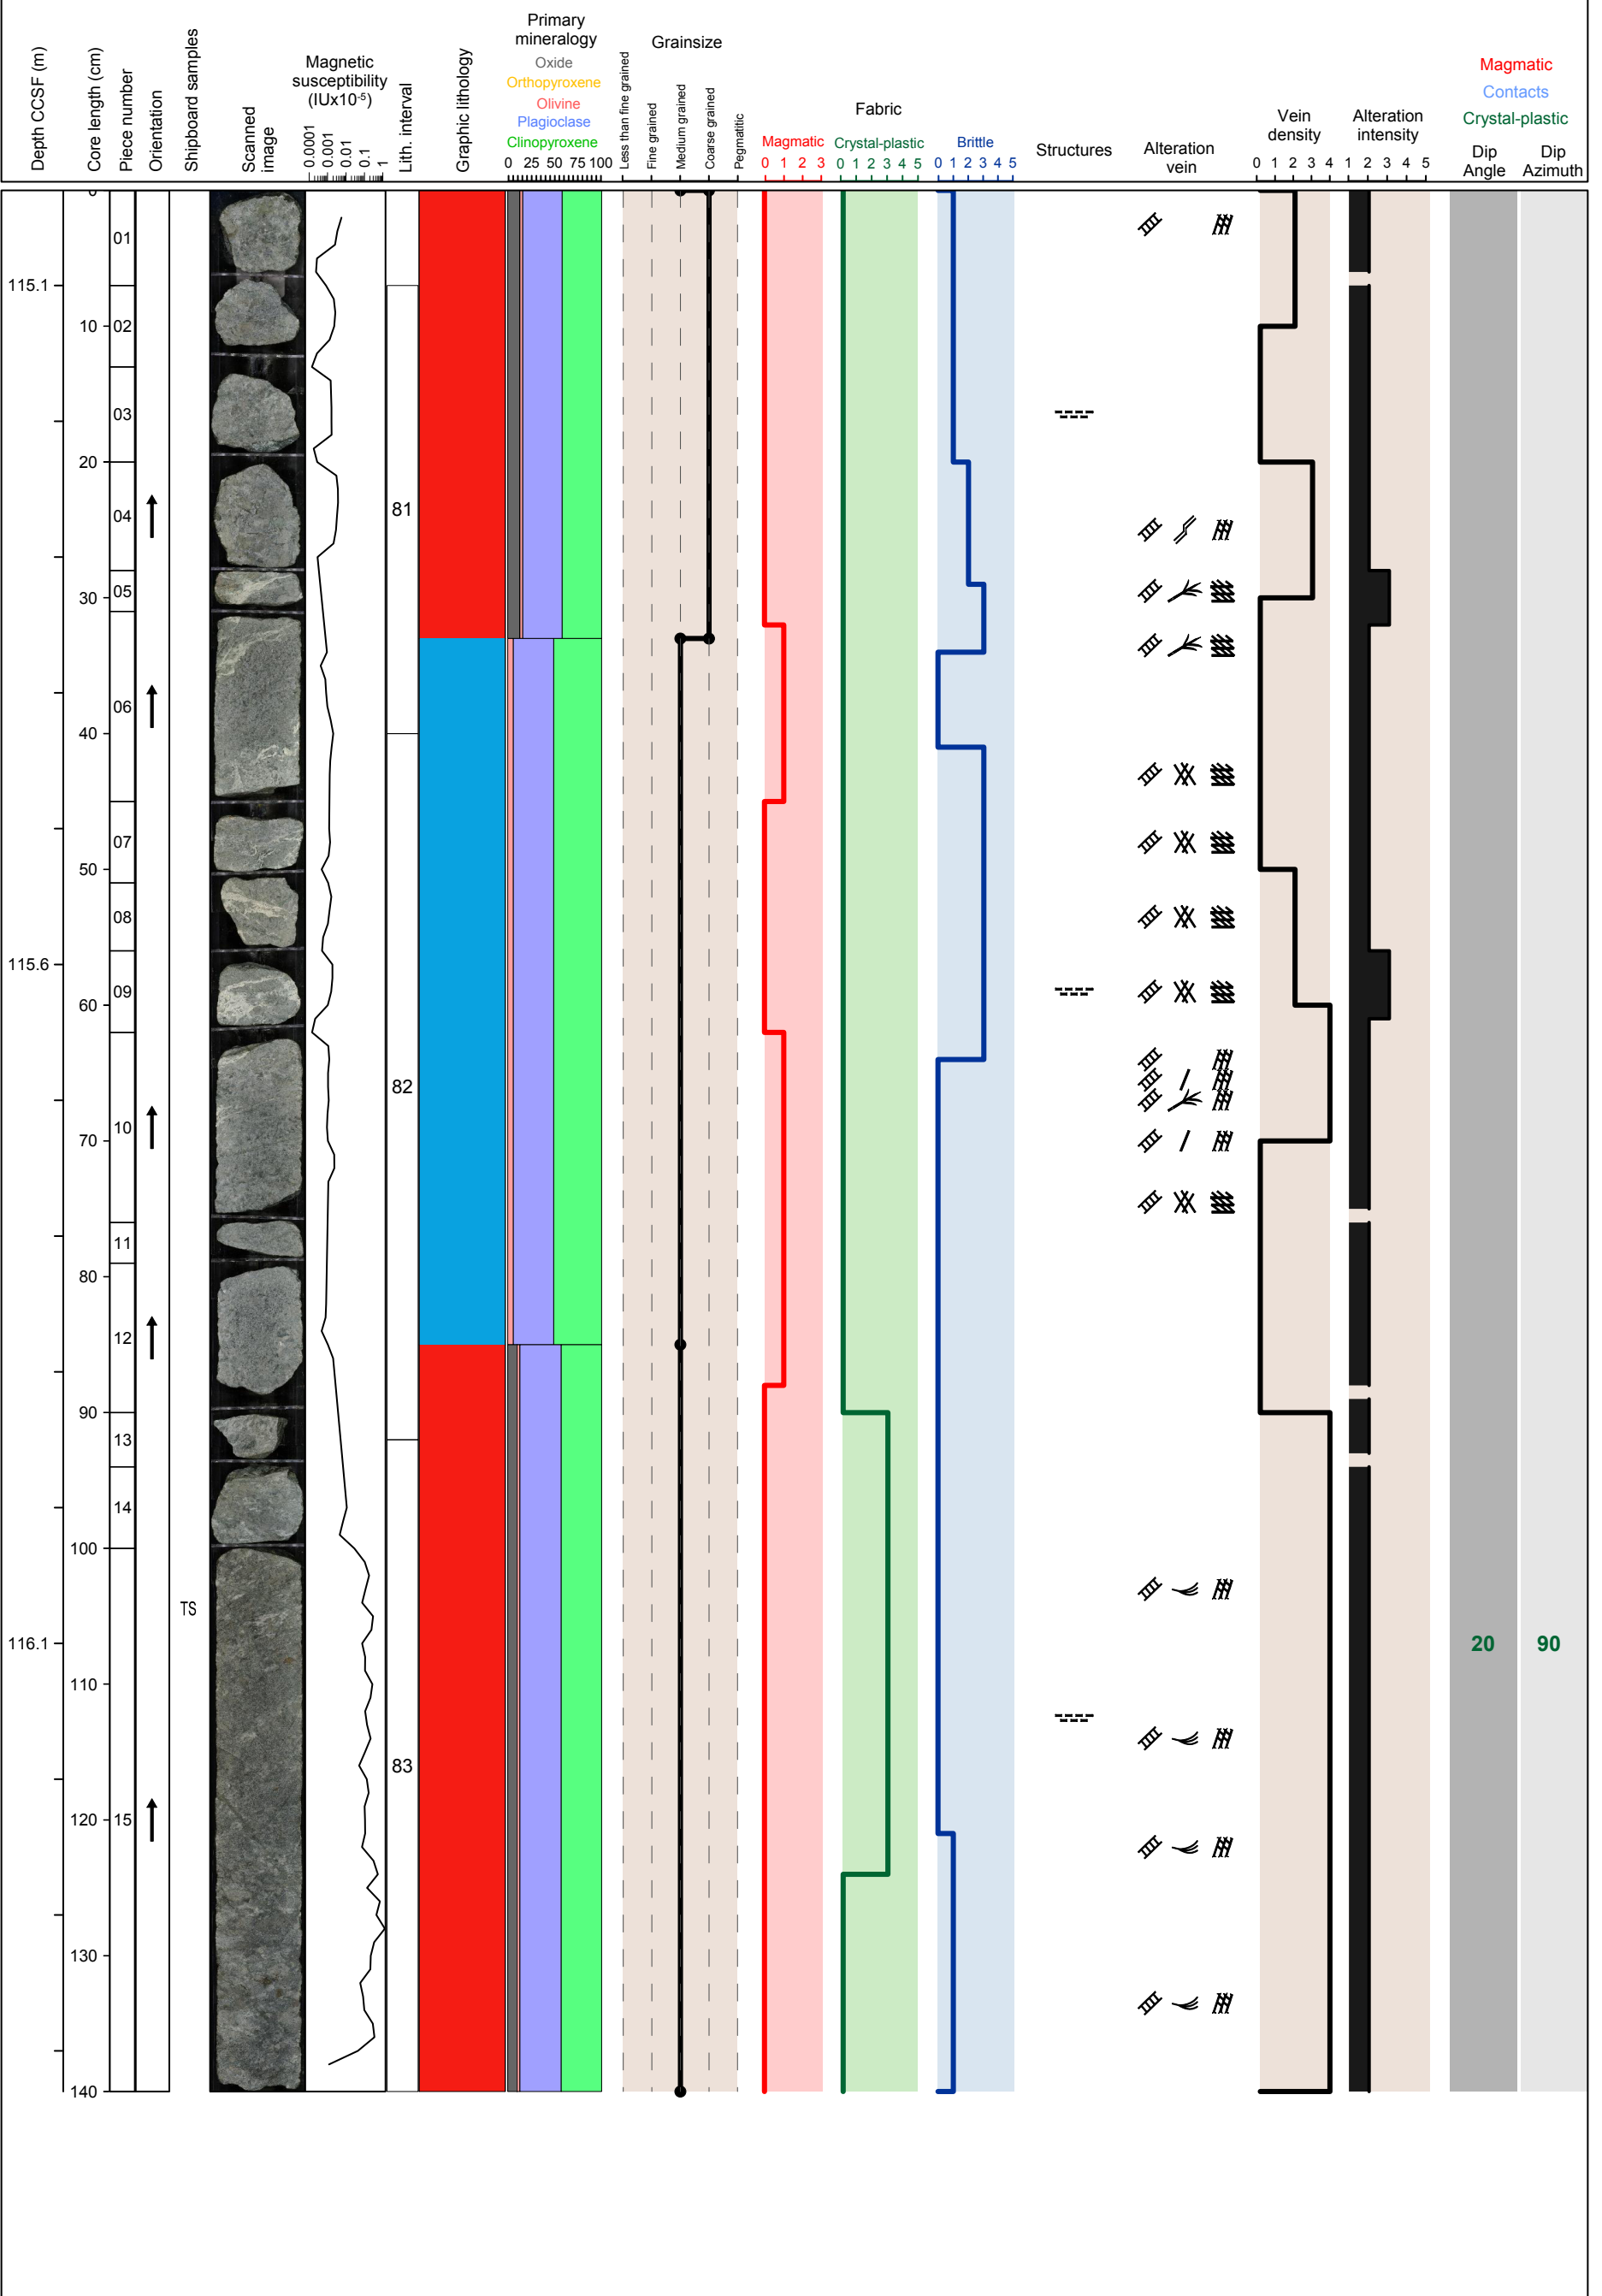 Depth CCSF (m)
Core length (cm)
Piece number
Orientation
Shipboard samples
Scanned
image
Magnetic
susceptibility
(IUx10-5)
0.0001
0.001
0.01
0.1
1
Lith. interval
Graphic lithology
Primary
mineralogy
Oxide
Orthopyroxene
Olivine
Plagioclase
Clinopyroxene
0 25 50 75 100
Grainsize
Less than fine grained
Fine grained
Medium grained
Coarse grained
Pegmatitic
Fabric
Magmatic
0 1 2 3
Crystal-plastic
0 1 2 3 4 5
Brittle
0 1 2 3 4 5
Structures
Alteration
vein
Vein
density
0 1 2 3 4
Alteration
intensity
1 2 3 4 5
Magmatic
Contacts
Crystal-plastic
Dip
Angle
Dip
Azimuth
0
01
115.1
10 02
03
20
04
81
05
30
06
40
07
50
08
115.6
09
60
82
10
70
11
80
12
90
13
14
100
TS
116.1
20 90
110
83
120 15
130
140